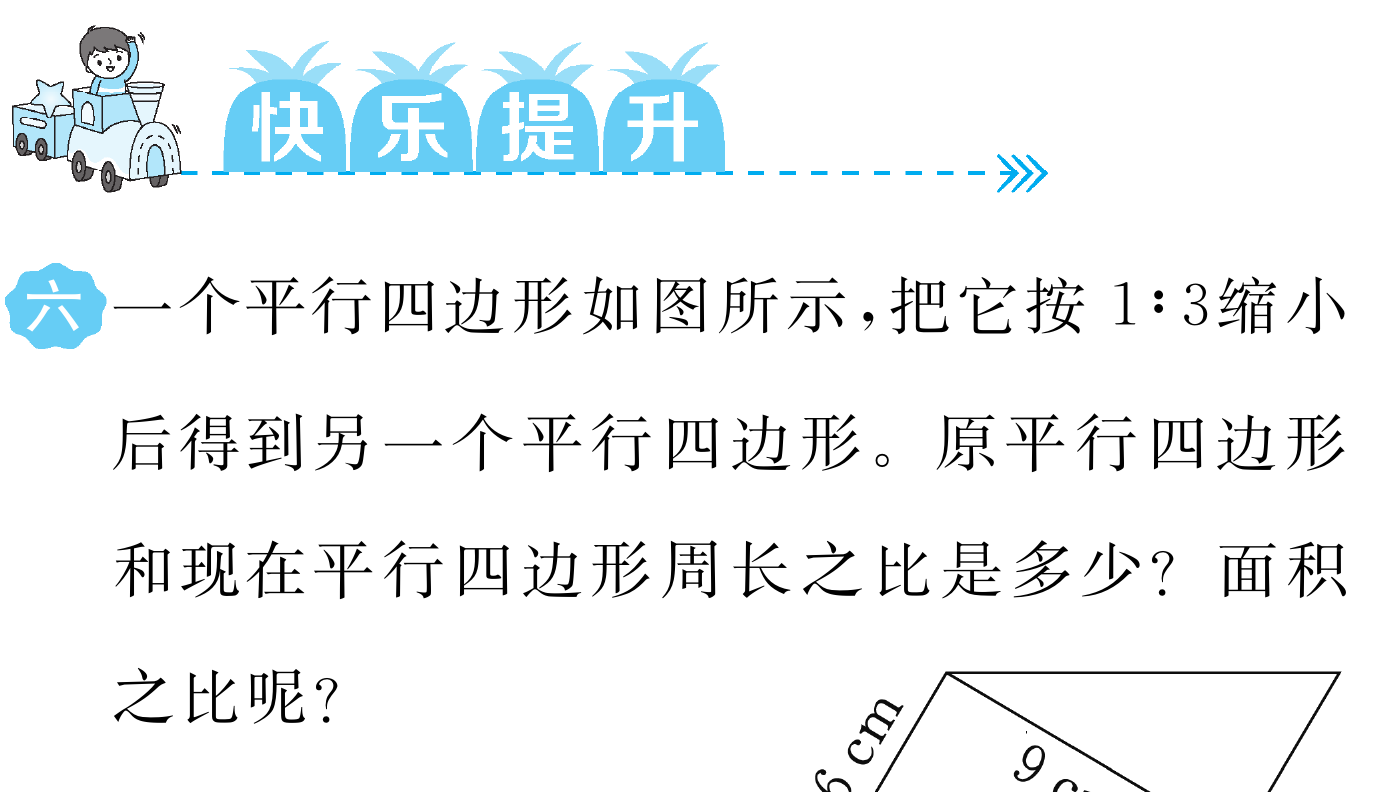 快乐提升
六 一个平行四边形如图所示,把它按 1∶3缩小
后得到另一个平行四边形。原平行四边形
和现在平行四边形周长之比是多少? 面积
之比呢?
6 cm
9